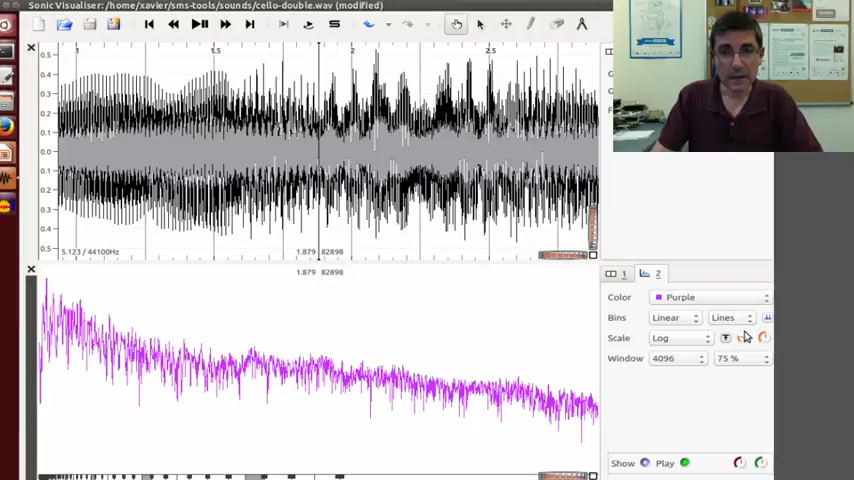 Sonic Visualiser: /home/xavier/sms-tools/sounds/cello-double.wav (modified)
1 1.5 2 2.5
0.5
0.4
0.3
0.2
0.1
0.0
0.1
0.2
0.3
0.4
0.5
5.123 / 44100Hz 1.879 82898
1.879 82898
1 2
Color Purple
Bins Linear Lines
Scale Log
Window 4096 75 %
Show Play